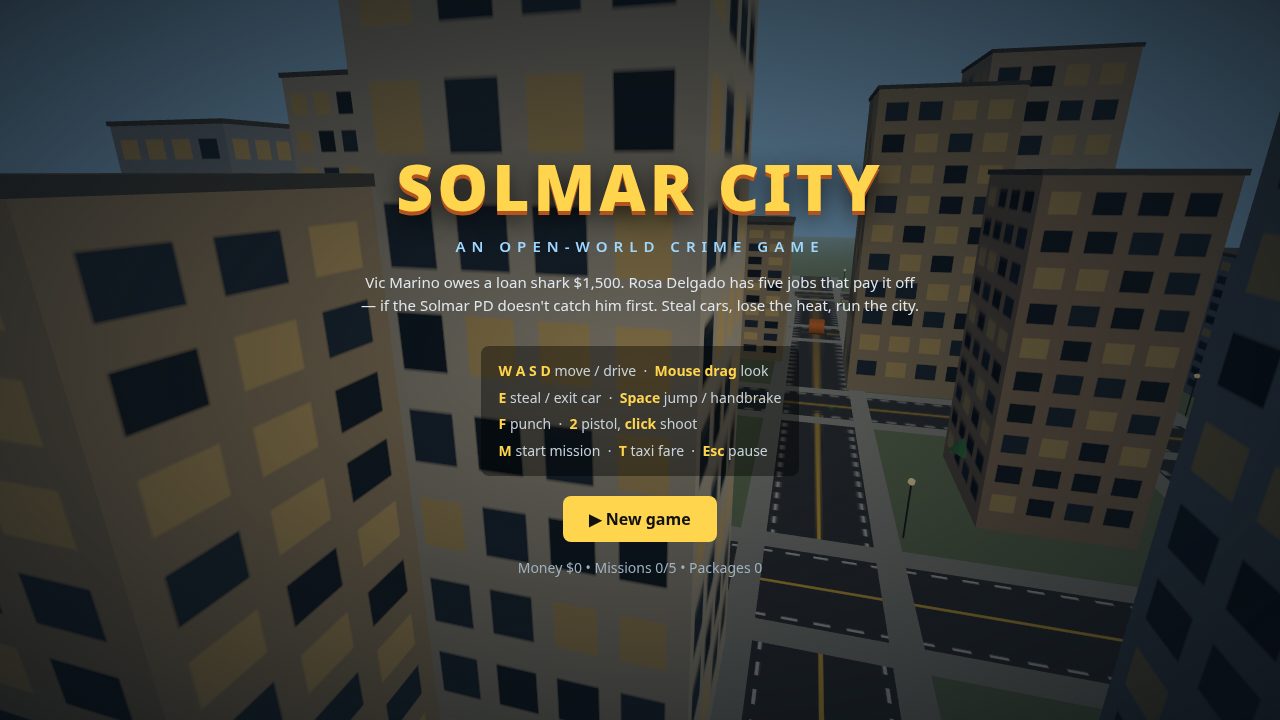 SOLMAR CITY
AN OPEN-WORLD CRIME GAME
Vic Marino owes a loan shark $1,500. Rosa Delgado has five jobs that pay it off
— if the Solmar PD doesn't catch him first. Steal cars, lose the heat, run the city.
W A S D move / drive · Mouse drag look
E steal / exit car · Space jump / handbrake
F punch · 2 pistol, click shoot
M start mission · T taxi fare · Esc pause
▶ New game
Money $0 • Missions 0/5 • Packages 0